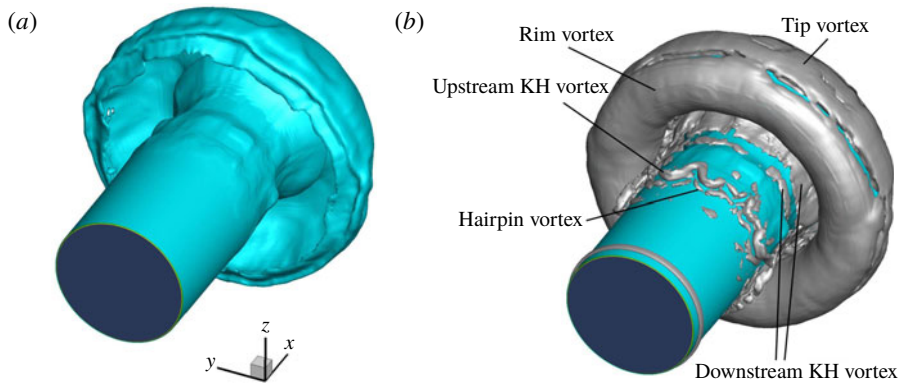 (a)
z
x
y
(b)
Rim vortex
Tip vortex
Upstream KH vortex
Hairpin vortex
Downstream KH vortex